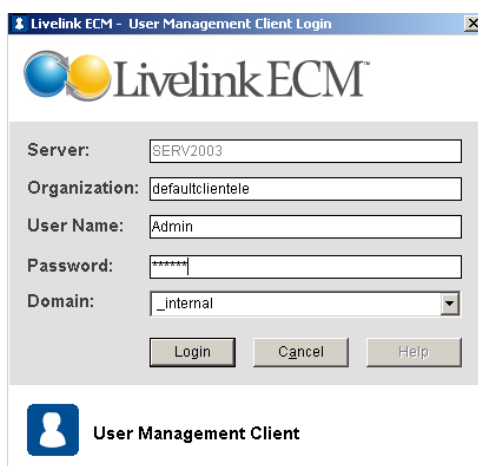 Livelink ECM - User Management Client Login
Livelink ECM™
Server: SERV2003
Organization: defaultclientele
User Name: Admin
Password: ******
Domain: _internal
Login Cancel Help
User Management Client